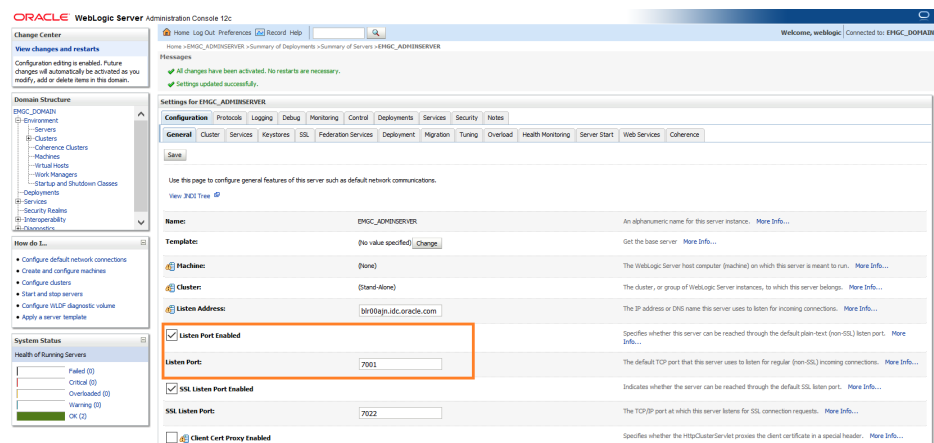 ORACLE WebLogic Server Administration Console 12c
Change Center
View changes and restarts
Configuration editing is enabled. Future
changes will automatically be activated as you
modify, add or delete items in this domain.
Domain Structure
EMGC_DOMAIN
Environment
Servers
Clusters
Coherence Clusters
Machines
Virtual Hosts
Work Managers
Startup and Shutdown Classes
Deployments
Services
Security Realms
Interoperability
Diagnostics
How do I...
Configure default network connections
Create and configure machines
Configure clusters
Start and stop servers
Configure WLDF diagnostic volume
Apply a server template
System Status
Health of Running Servers
Failed (0)
Critical (0)
Overloaded (0)
Warning (0)
OK (2)
Home Log Out Preferences Record Help
Welcome, weblogic Connected to: EMGC_DOMAIN
Home >EMGC_ADMINSERVER >Summary of Deployments >Summary of Servers >EMGC_ADMINSERVER
Messages
All changes have been activated. No restarts are necessary.
Settings updated successfully.
Settings for EMGC_ADMINSERVER
Configuration Protocols Logging Debug Monitoring Control Deployments Services Security Notes
General Cluster Services Keystores SSL Federation Services Deployment Migration Tuning Overload Health Monitoring Server Start Web Services Coherence
Save
Use this page to configure general features of this server such as default network communications.
View JNDI Tree
Name: EMGC_ADMINSERVER An alphanumeric name for this server instance. More Info...
Template: (No value specified) Change Get the base server More Info...
Machine: (None) The WebLogic Server host computer (machine) on which this server is meant to run. More Info...
Cluster: (Stand-Alone) The cluster, or group of WebLogic Server instances, to which this server belongs. More Info...
Listen Address: blr00ajn.idc.oracle.com The IP address or DNS name this server uses to listen for incoming connections. More Info...
Listen Port Enabled Specifies whether this server can be reached through the default plain-text (non-SSL) listen port. More
Info...
Listen Port: 7001 The default TCP port that this server uses to listen for regular (non-SSL) incoming connections. More Info...
SSL Listen Port Enabled Indicates whether the server can be reached through the default SSL listen port. More Info...
SSL Listen Port: 7022 The TCP/IP port at which this server listens for SSL connection requests. More Info...
Client Cert Proxy Enabled Specifies whether the HttpClusterServlet proxies the client certificate in a special header. More Info...